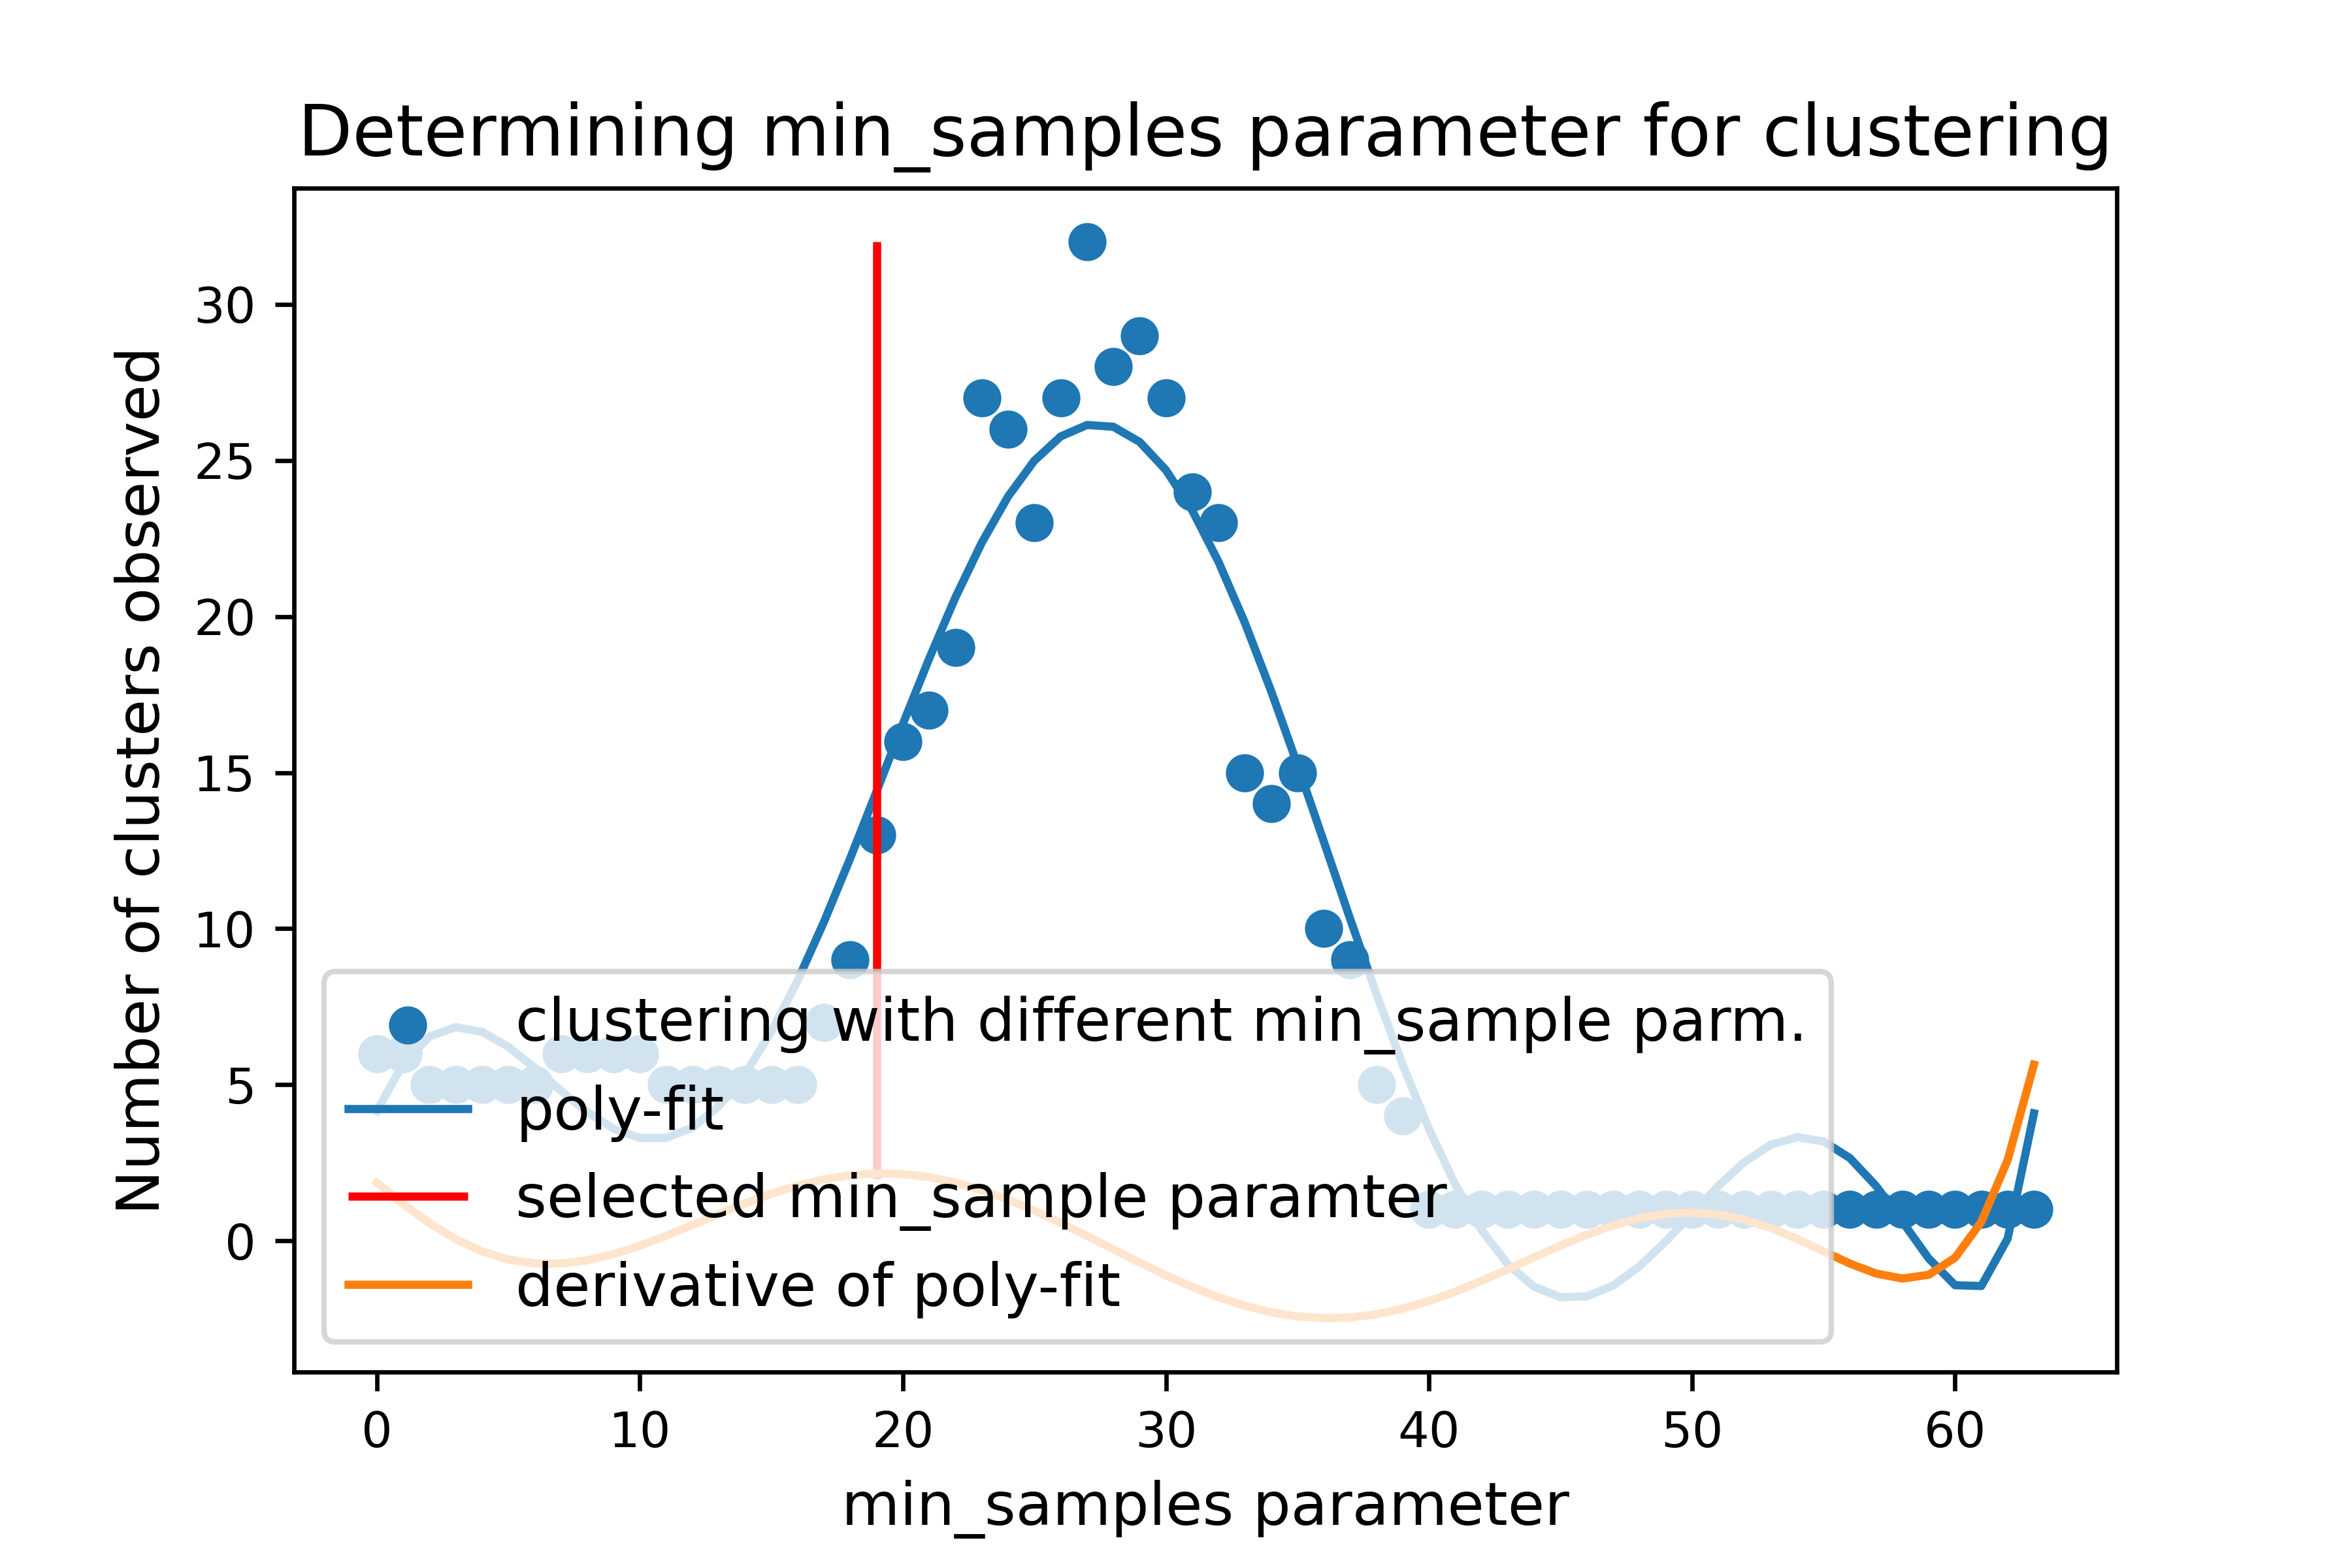 Determining min_samples parameter for clustering
Number of clusters observed
30
25
20
15
10
5
0
clustering with different min_sample parm.
poly-fit
selected min_sample paramter
derivative of poly-fit
0 10 20 30 40 50 60
min_samples parameter